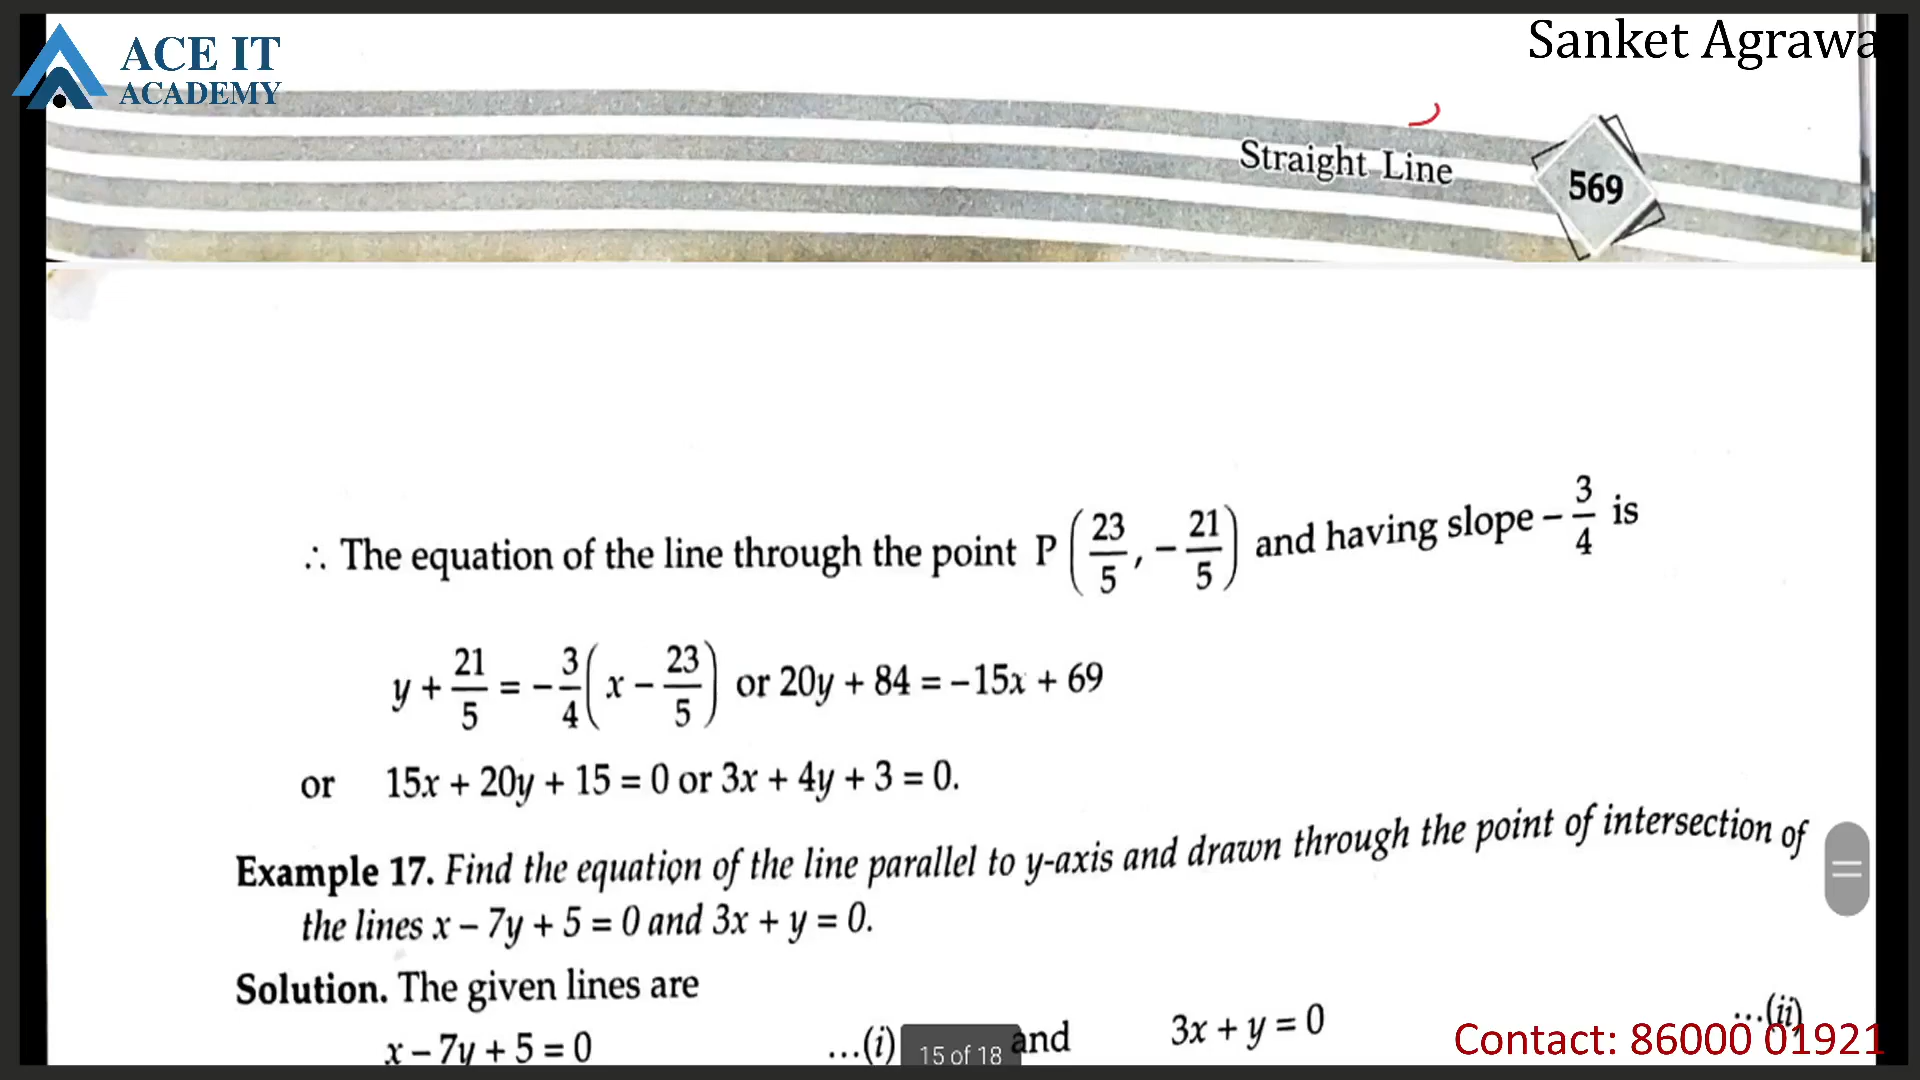 ACE IT
ACADEMY
Sanket Agrawa
Straight Line
569
∴ The equation of the line through the point P (23/5, −21/5) and having slope −3/4 is
y + 21/5 = −3/4 (x − 23/5) or 20y + 84 = −15x + 69
or 15x + 20y + 15 = 0 or 3x + 4y + 3 = 0.
Example 17. Find the equation of the line parallel to y-axis and drawn through the point of intersection of
the lines x − 7y + 5 = 0 and 3x + y = 0.
Solution. The given lines are
x − 7y + 5 = 0 ...(i) and 3x + y = 0 ...(ii)
15 of 18
Contact: 86000 01921